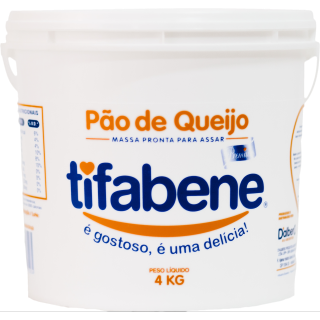 Pão de Queijo
MASSA PRONTA PARA ASSAR
tifabene®
é gostoso, é uma delícia!
PESO LÍQUIDO
4 KG